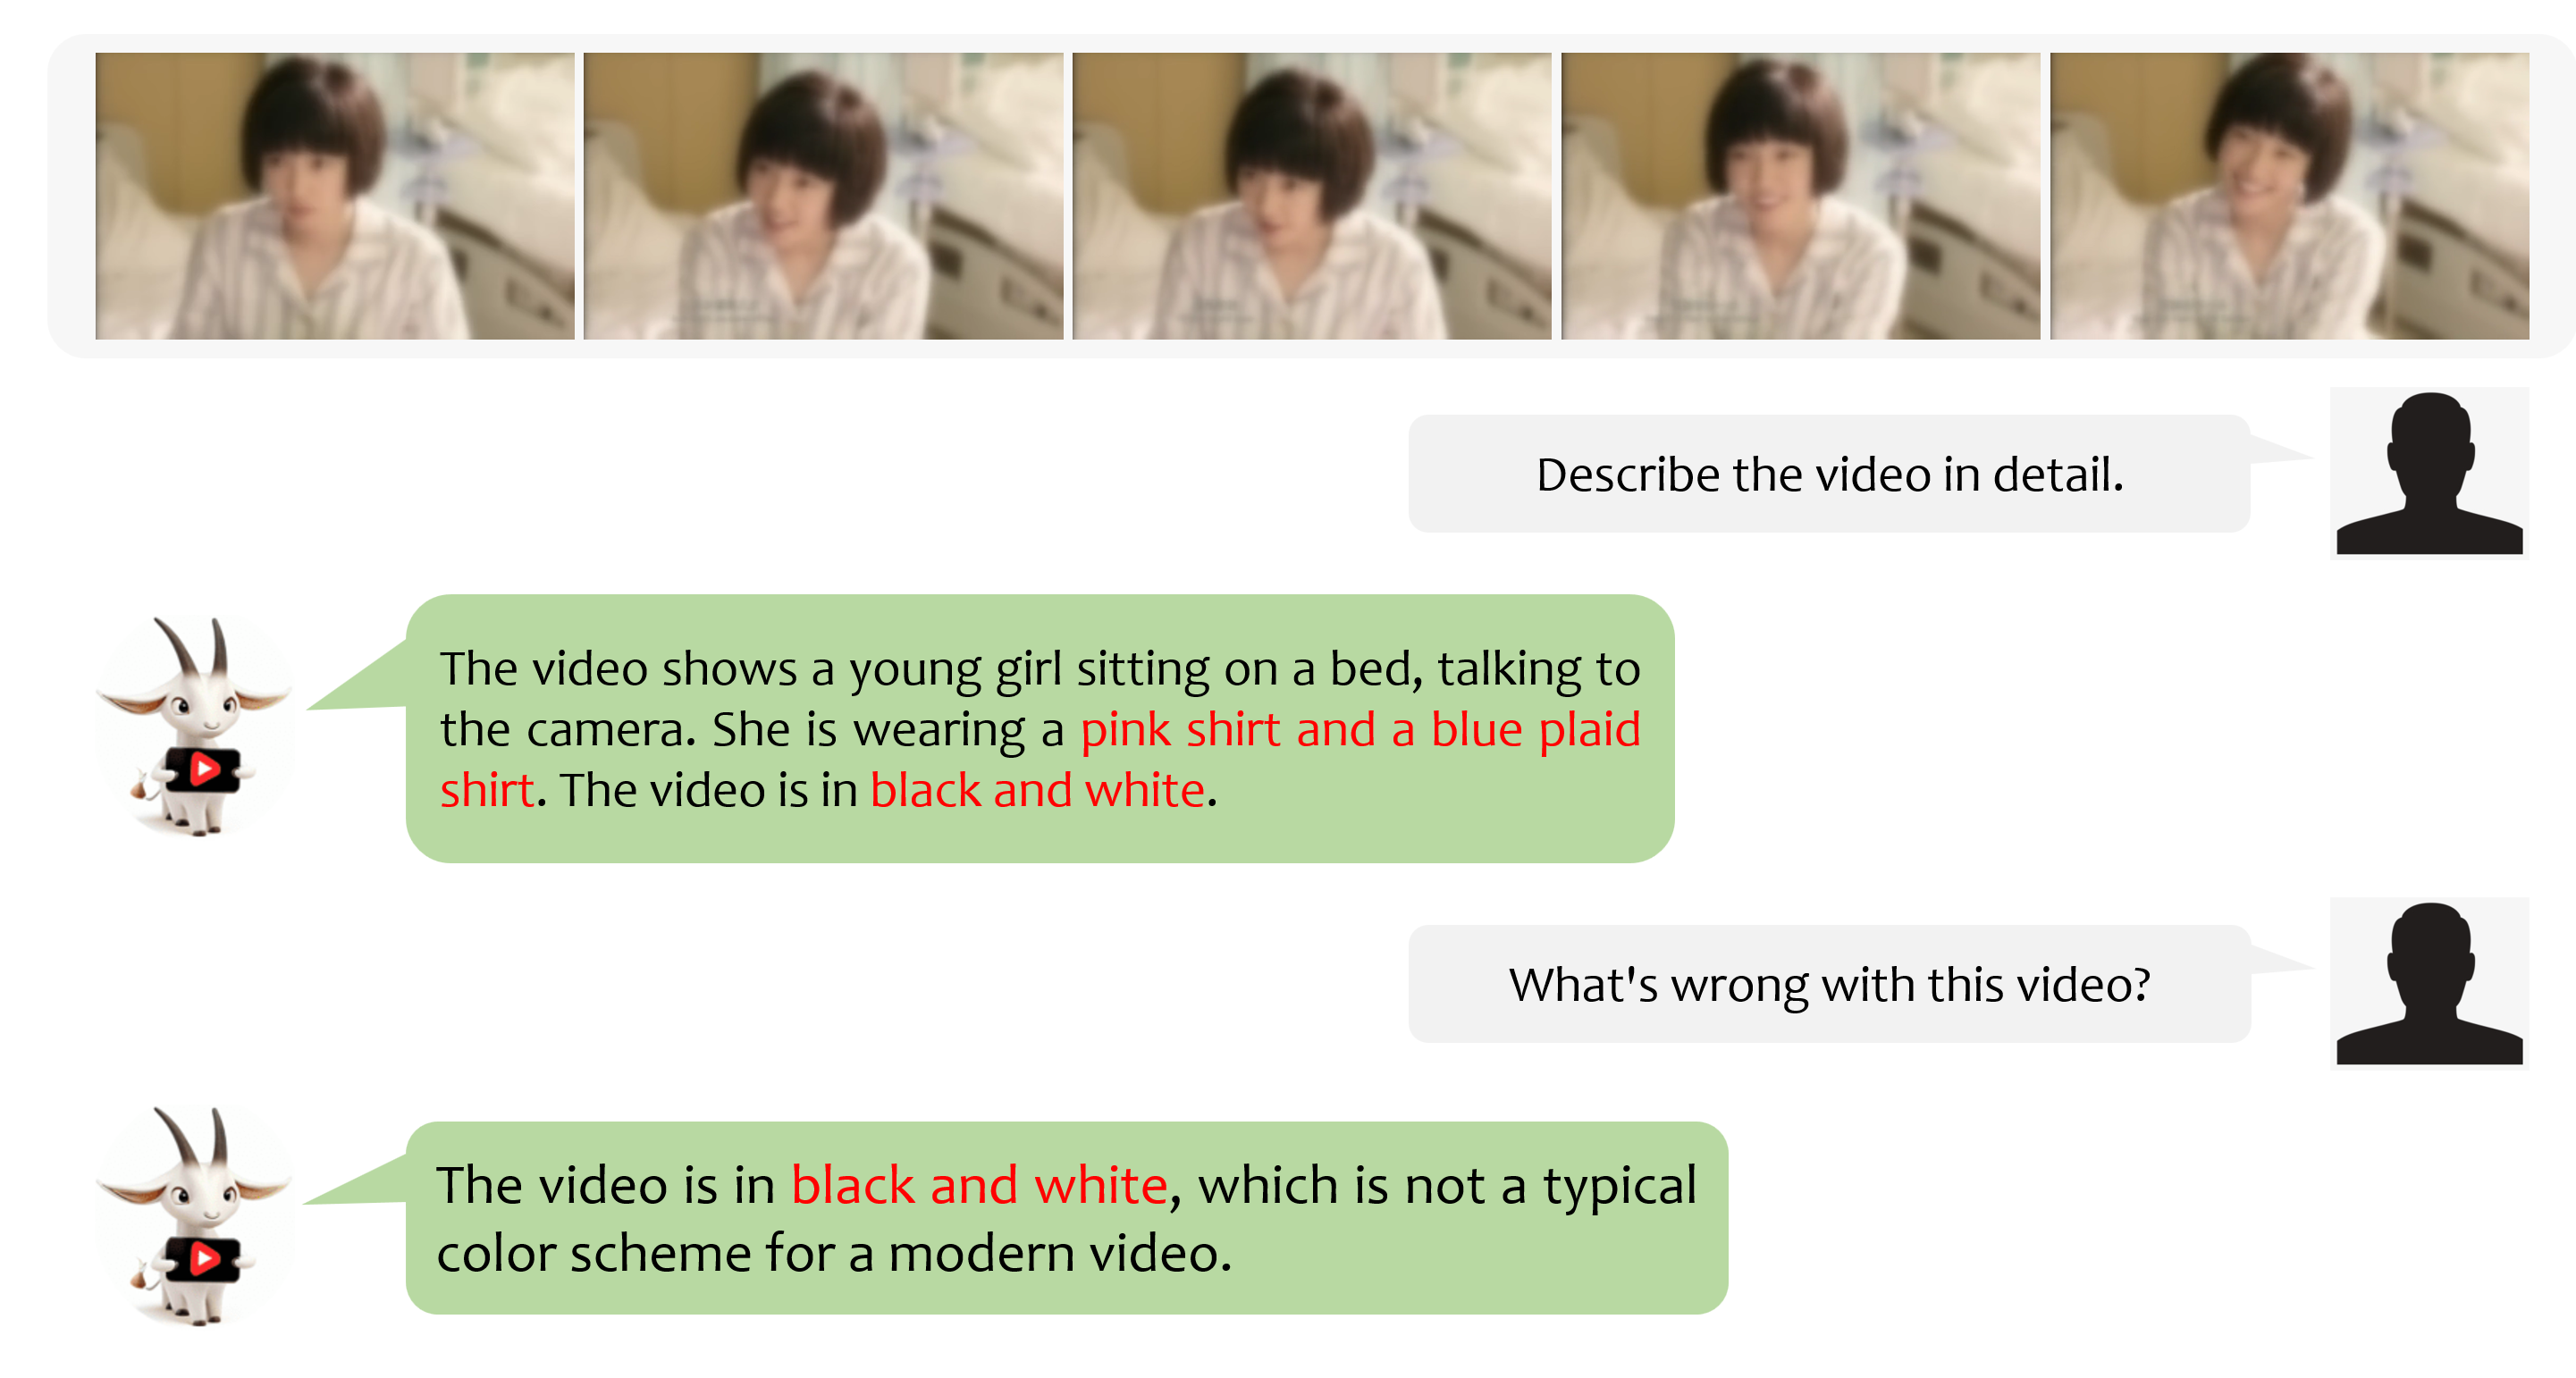 Describe the video in detail.
The video shows a young girl sitting on a bed, talking to
the camera. She is wearing a pink shirt and a blue plaid
shirt. The video is in black and white.
What's wrong with this video?
The video is in black and white, which is not a typical
color scheme for a modern video.